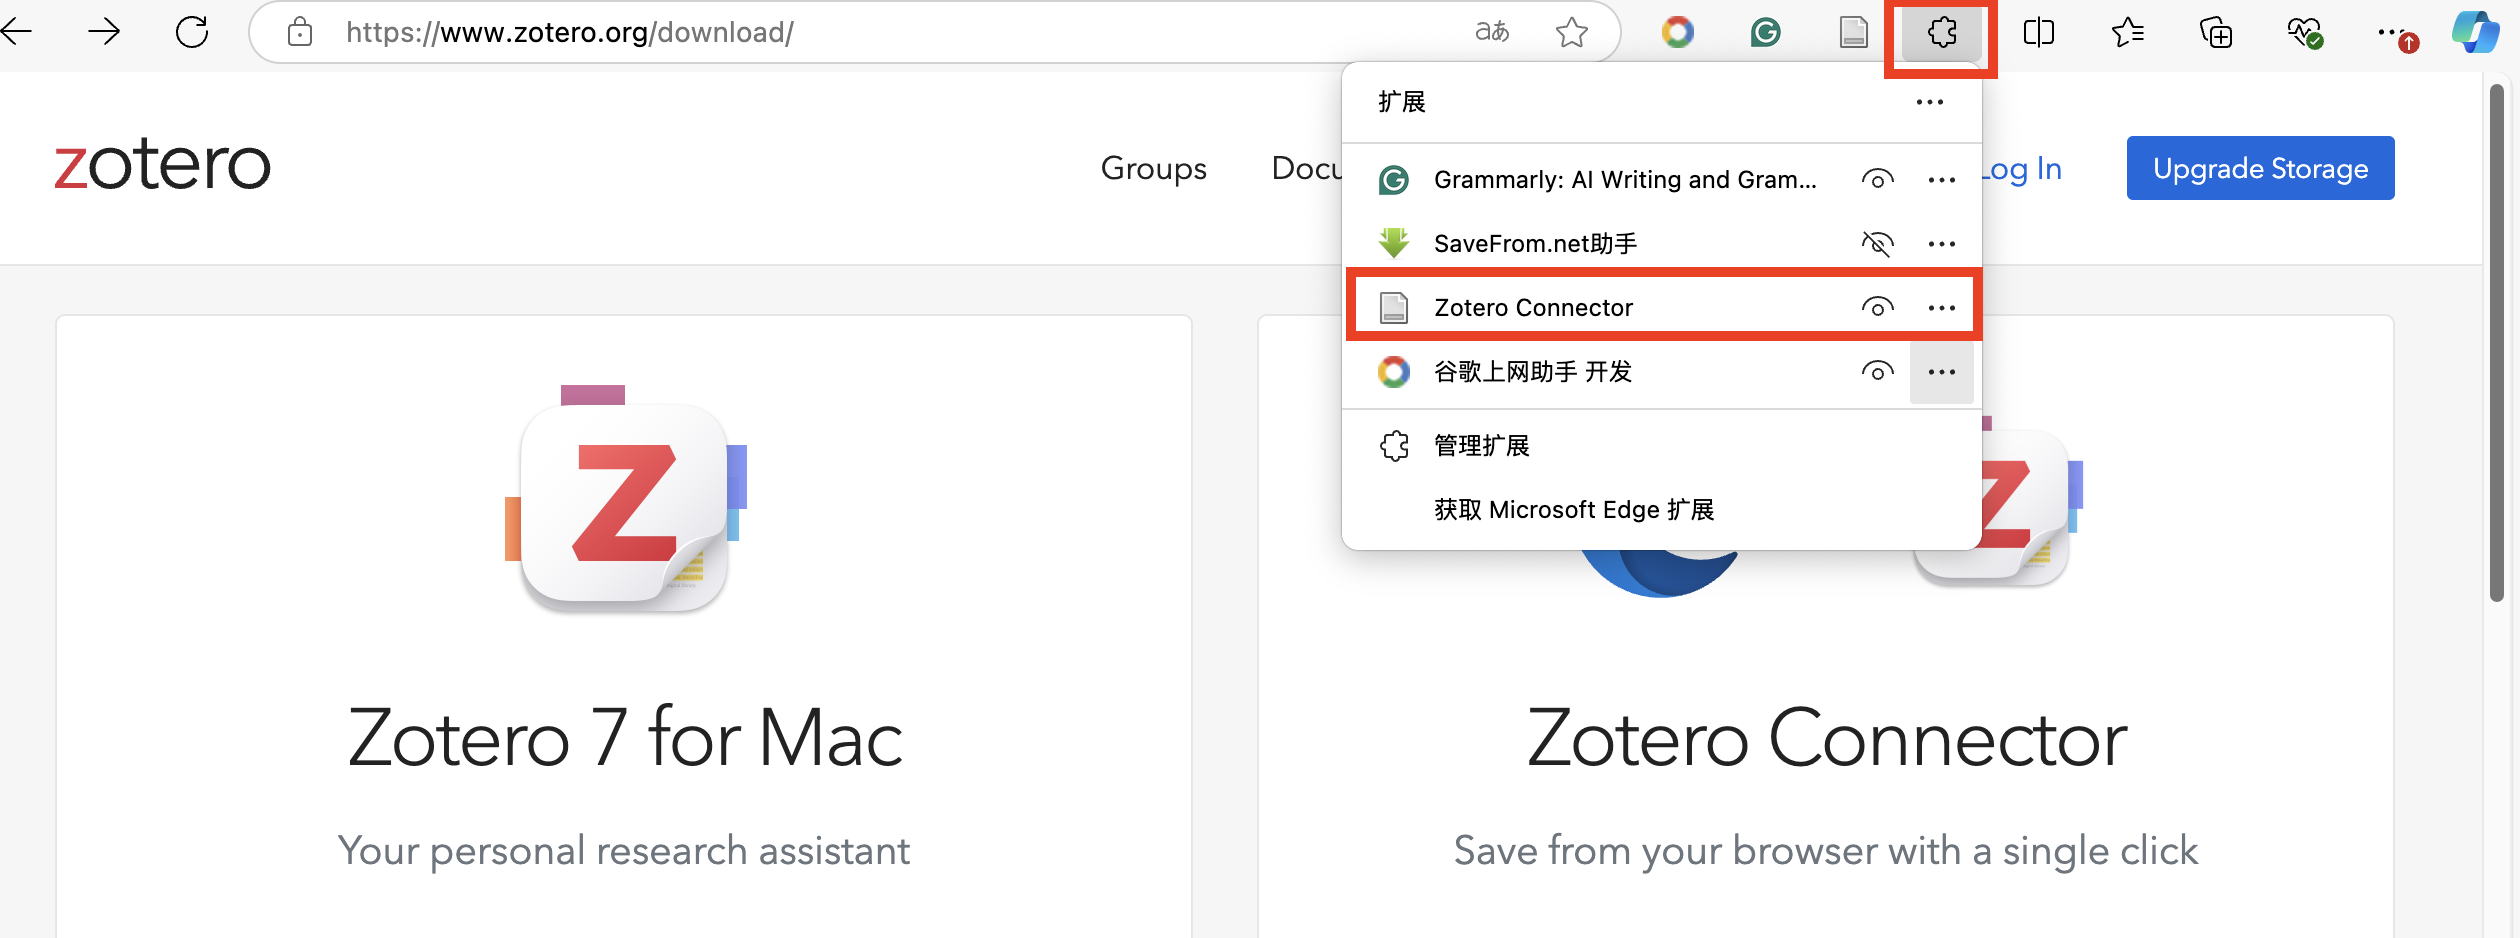 https://www.zotero.org/download/
aあ
扩展
zotero
Groups
Docu
Log In
Upgrade Storage
Grammarly: AI Writing and Gram...
SaveFrom.net助手
Zotero Connector
谷歌上网助手 开发
管理扩展
获取 Microsoft Edge 扩展
Zotero 7 for Mac
Your personal research assistant
Zotero Connector
Save from your browser with a single click